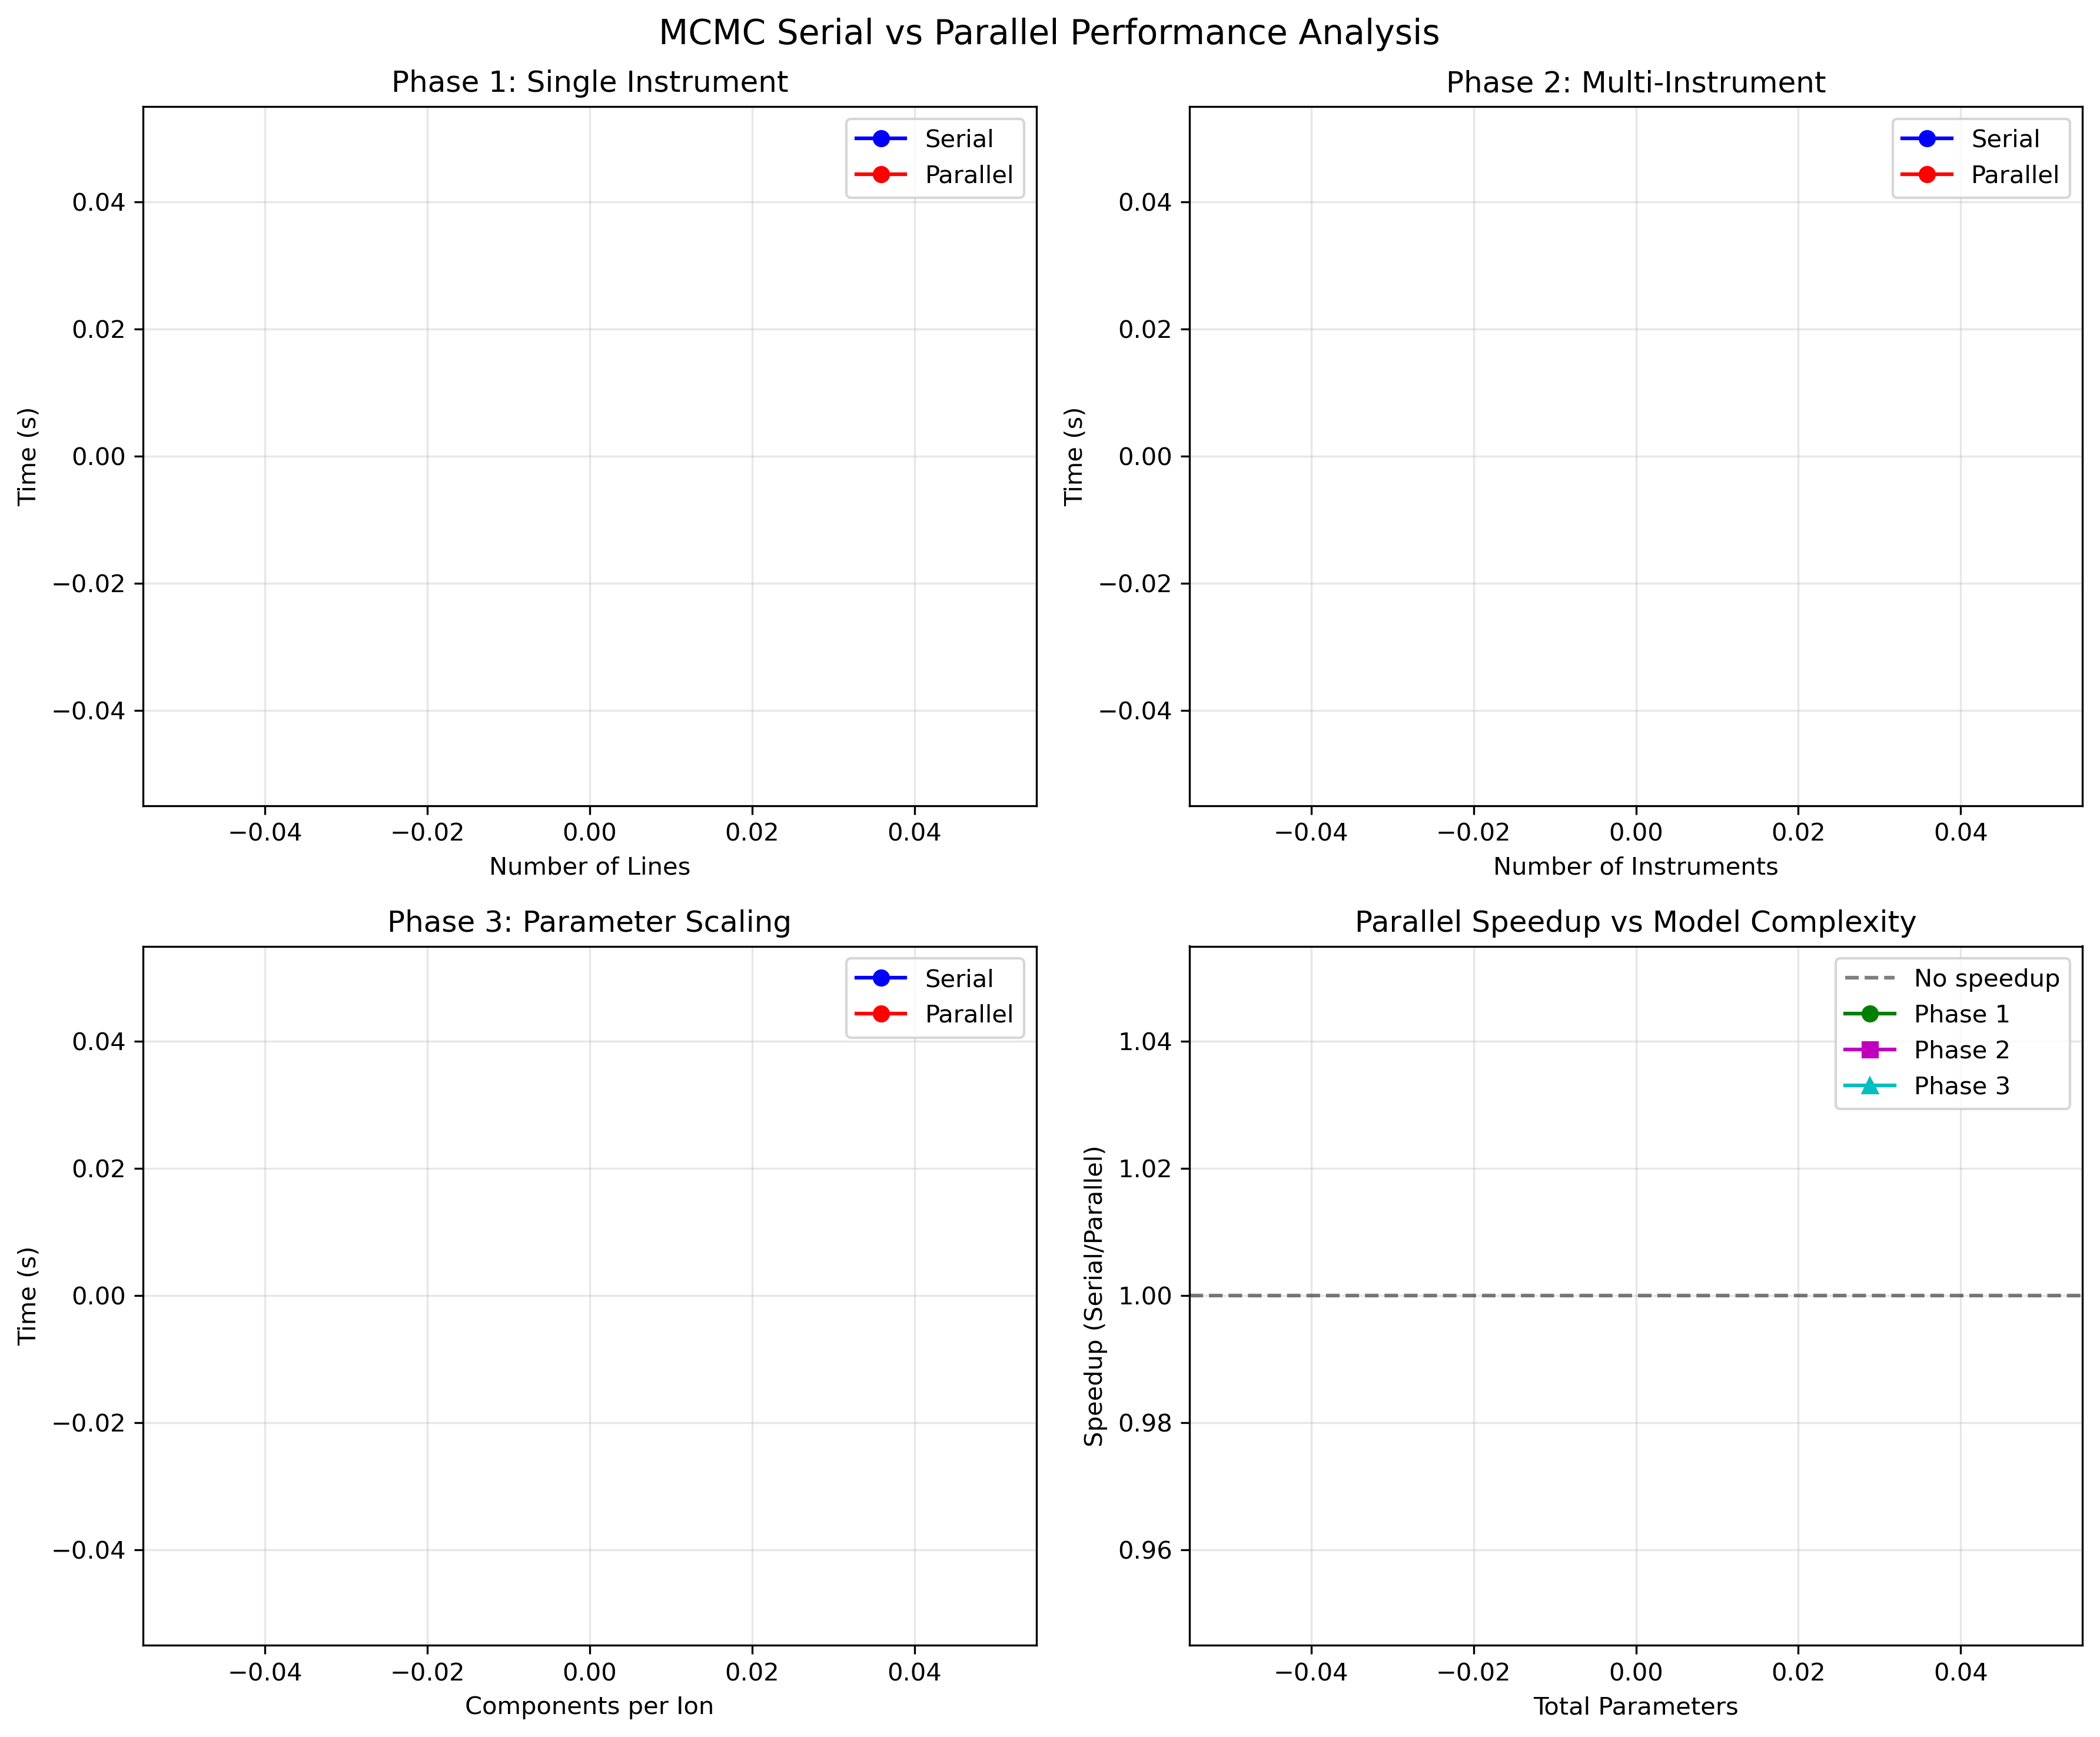 MCMC Serial vs Parallel Performance Analysis
Phase 1: Single Instrument
Serial
Parallel
0.04
0.02
0.00
−0.02
−0.04
Time (s)
−0.04 −0.02 0.00 0.02 0.04
Number of Lines
Phase 2: Multi-Instrument
Serial
Parallel
0.04
0.02
0.00
−0.02
−0.04
Time (s)
−0.04 −0.02 0.00 0.02 0.04
Number of Instruments
Phase 3: Parameter Scaling
Serial
Parallel
0.04
0.02
0.00
−0.02
−0.04
Time (s)
−0.04 −0.02 0.00 0.02 0.04
Components per Ion
Parallel Speedup vs Model Complexity
No speedup
Phase 1
Phase 2
Phase 3
1.04
1.02
1.00
0.98
0.96
Speedup (Serial/Parallel)
−0.04 −0.02 0.00 0.02 0.04
Total Parameters